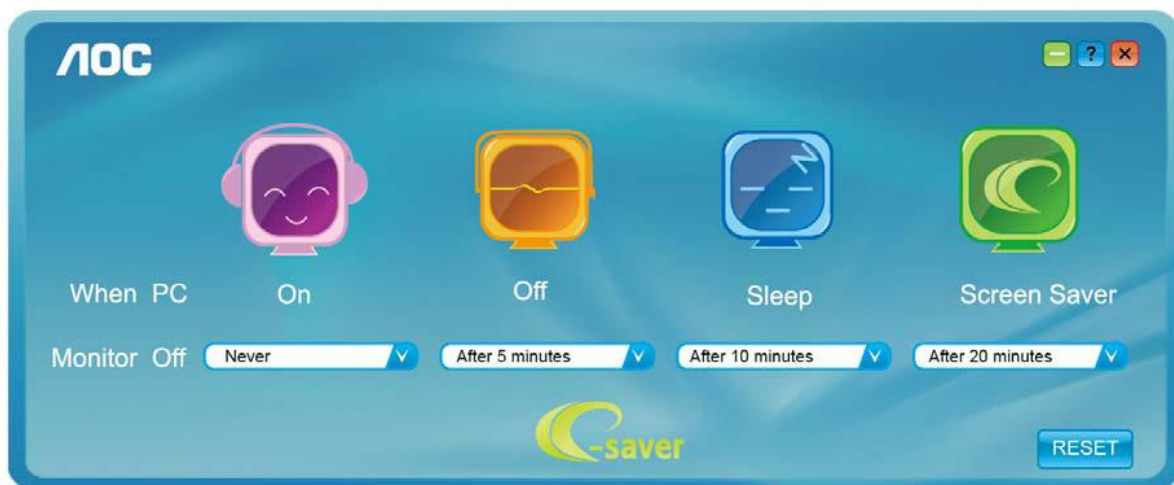 AOC
?
When PC On Off Sleep Screen Saver
Monitor Off Never After 5 minutes After 10 minutes After 20 minutes
e-saver
RESET